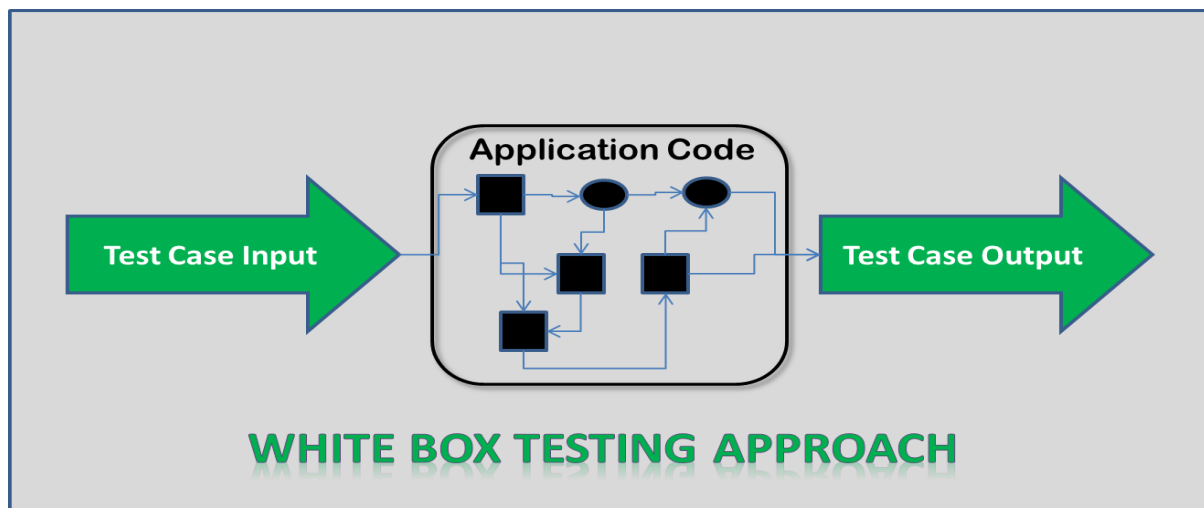 Application Code
Test Case Input
Test Case Output
WHITE BOX TESTING APPROACH